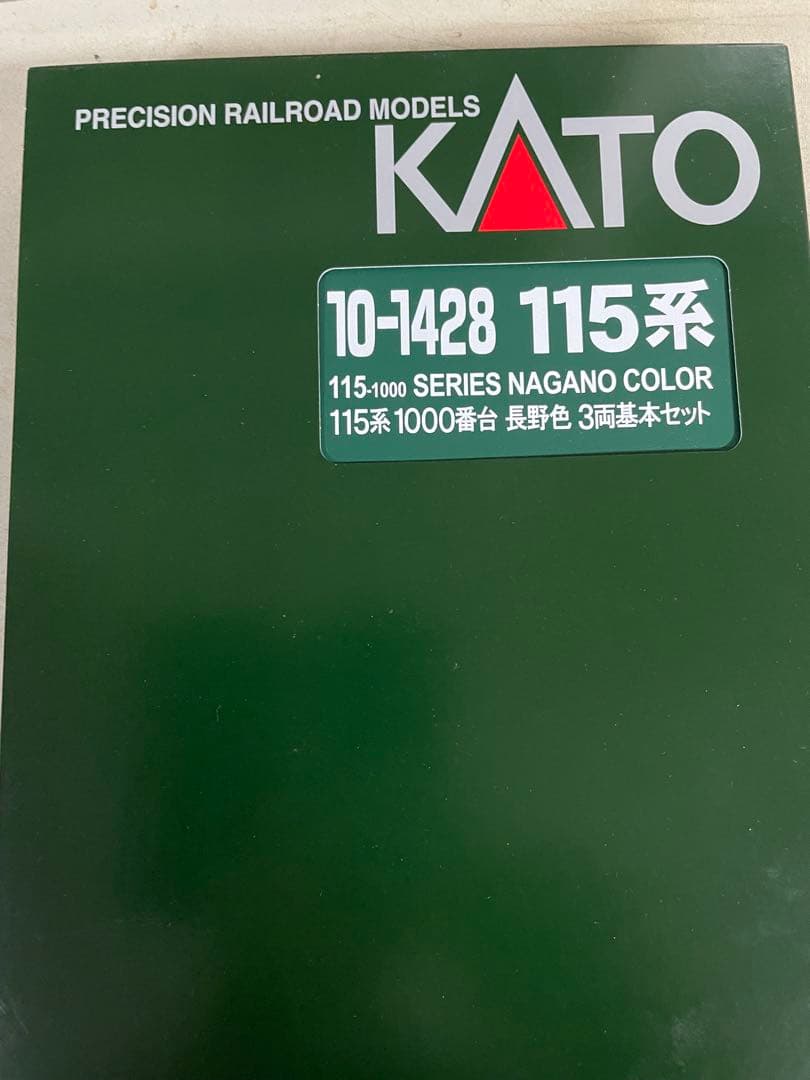 PRECISION RAILROAD MODELS
KATO
10-1428 115系
115-1000 SERIES NAGANO COLOR
115系1000番台 長野色 3両基本セット